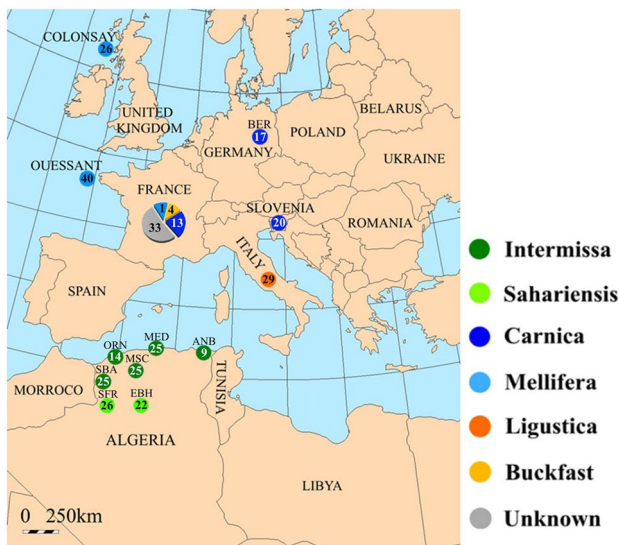 COLONSAY
26
UNITED
KINGDOM
BER
17
POLAND
BELARUS
GERMANY
UKRAINE
OUESSANT
40
FRANCE
1
4
13
33
SLOVENIA
20
ROMANIA
ITALY
29
SPAIN
ORN
14
MED
25
ANB
9
MSC
25
SBA
25
SFR
26
EBH
22
MORROCO
TUNISIA
ALGERIA
LIBYA
0 250km
Intermissa
Sahariensis
Carnica
Mellifera
Ligustica
Buckfast
Unknown